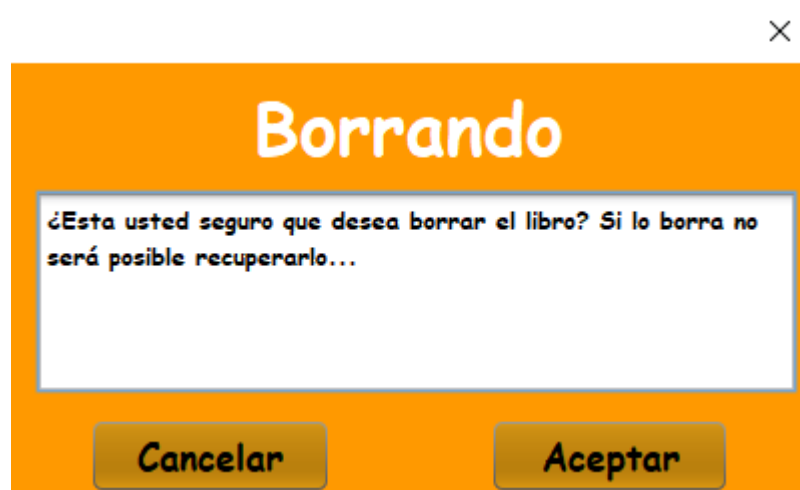 Borrando
¿Esta usted seguro que desea borrar el libro? Si lo borra no
será posible recuperarlo...
Cancelar
Aceptar